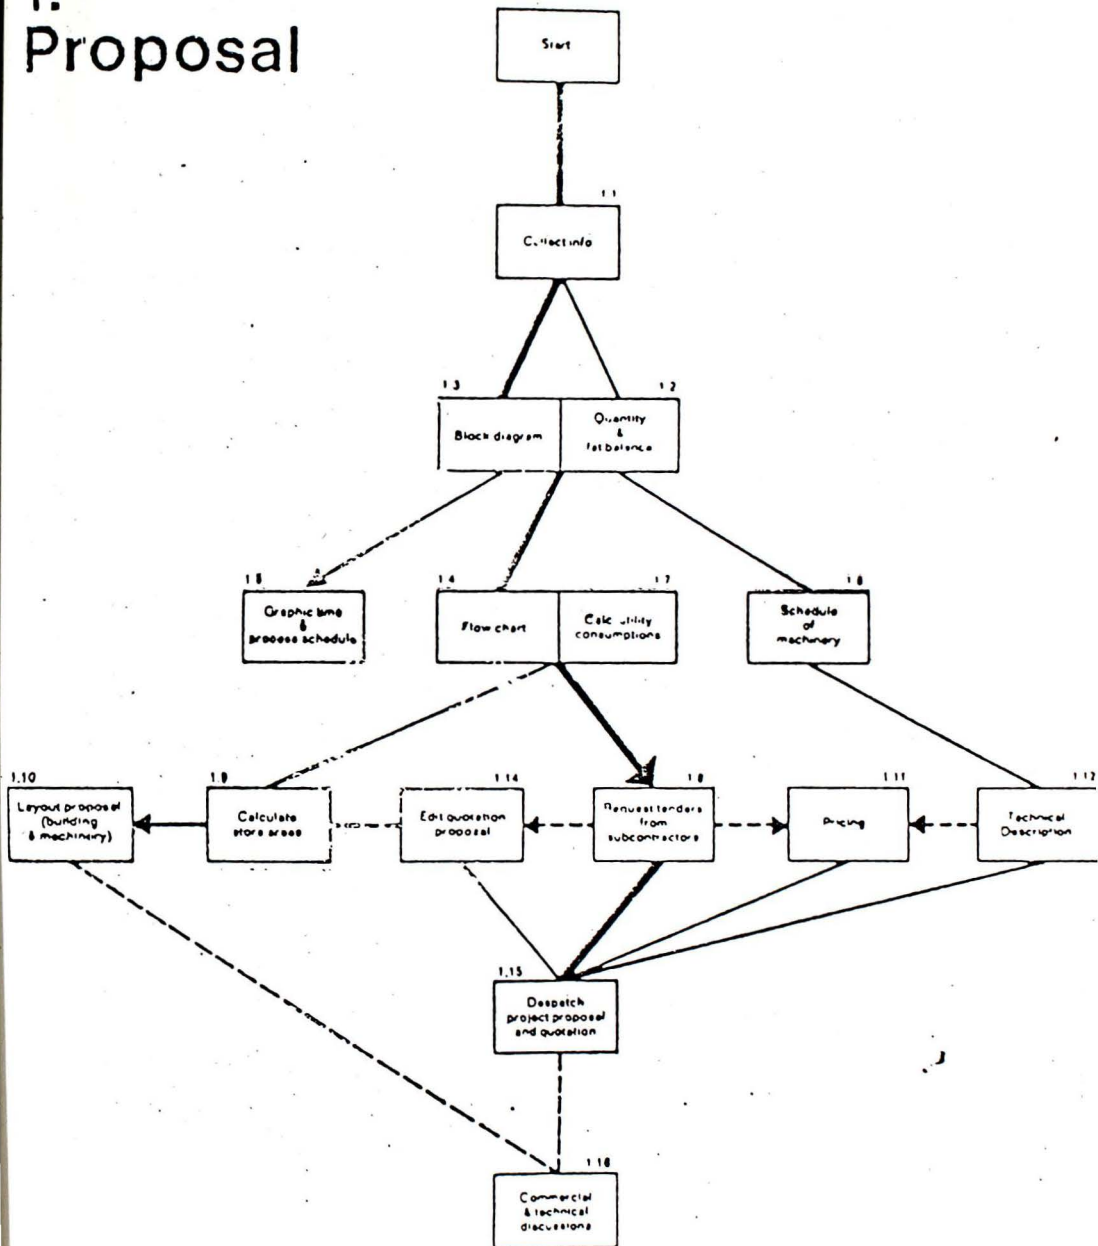 1.
Proposal
Start
1.1
Collect info
1.3
1.2
Block diagram
Quantity
&
fat balance
1.5
1.4
1.7
1.6
Graphic time
&
process schedule
Flow chart
Calc utility
consumptions
Schedule
of
machinery
1.10
1.9
1.14
1.8
1.11
1.12
Layout proposal
(building
& machinery)
Calculate
store areas
Edit quotation
proposal
Request tenders
from
subcontractors
Pricing
Technical
Description
1.15
Despatch
project proposal
and quotation
1.16
Commercial
& technical
discussions